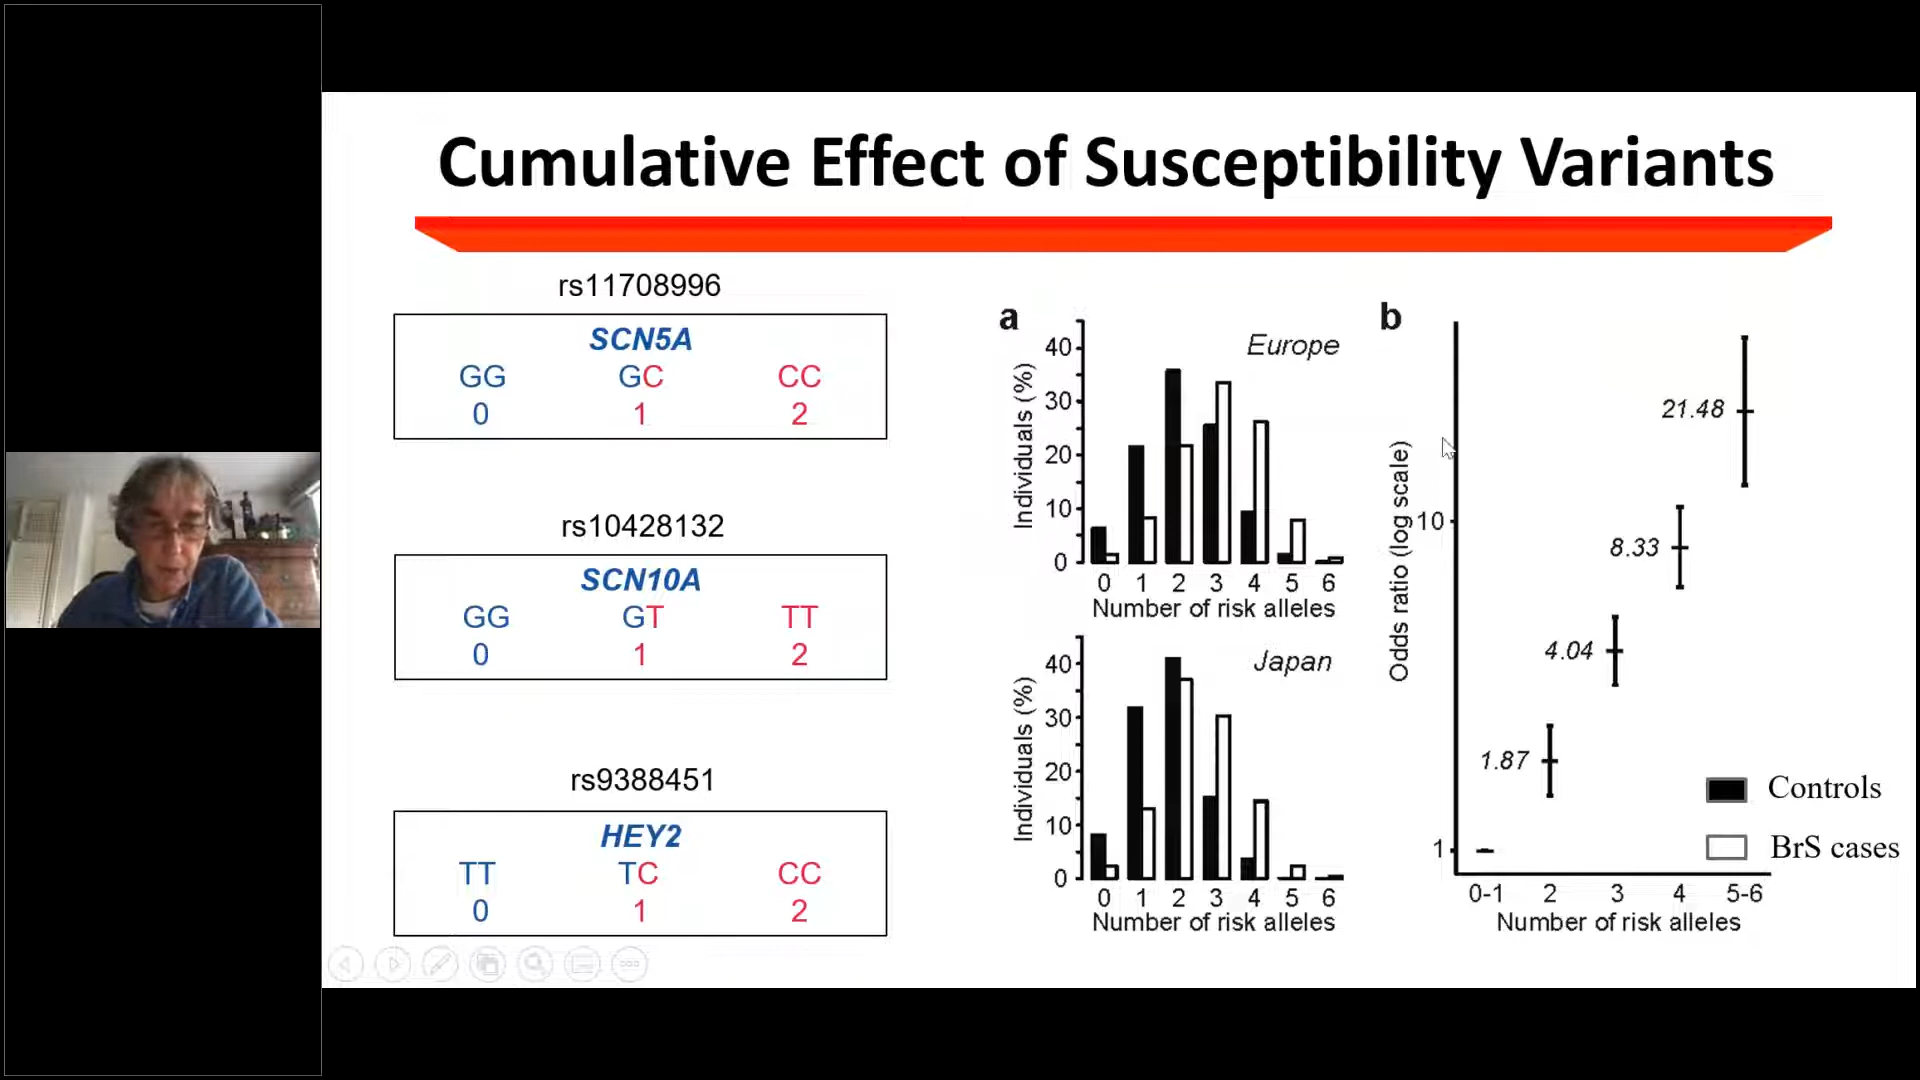 Cumulative Effect of Susceptibility Variants
rs11708996
SCN5A
GG GC CC
0 1 2
rs10428132
SCN10A
GG GT TT
0 1 2
rs9388451
HEY2
TT TC CC
0 1 2
a
Europe
Individuals (%)
40
30
20
10
0
0 1 2 3 4 5 6
Number of risk alleles
Japan
Individuals (%)
40
30
20
10
0
0 1 2 3 4 5 6
Number of risk alleles
b
Odds ratio (log scale)
10
1
21.48
8.33
4.04
1.87
0-1 2 3 4 5-6
Number of risk alleles
Controls
BrS cases